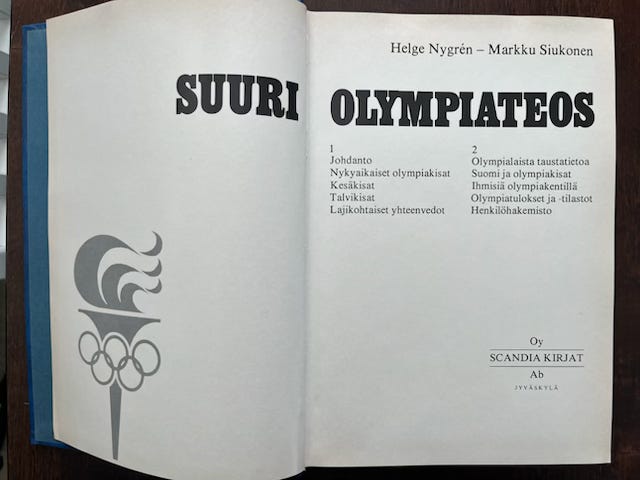 Helge Nygrén – Markku Siukonen
SUURI OLYMPIATEOS
1
Johdanto
Nykyaikaiset olympiakisat
Kesäkisat
Talvikisat
Lajikohtaiset yhteenvedot
2
Olympialaista taustatietoa
Suomi ja olympiakisat
Ihmisiä olympiakentillä
Olympiatulokset ja -tilastot
Henkilöhakemisto
Oy
SCANDIA KIRJAT
Ab
JYVÄSKYLÄ